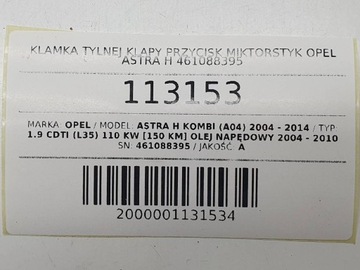 KLAMKA TYLNEJ KLAPY PRZYCISK MIKTORSTYK OPEL
ASTRA H 461088395
113153
MARKA: OPEL / MODEL: ASTRA H KOMBI (A04) 2004 - 2014 / TYP:
1.9 CDTI (L35) 110 KW [150 KM] OLEJ NAPĘDOWY 2004 - 2010
SN: 461088395 / JAKOŚĆ: A
2000001131534